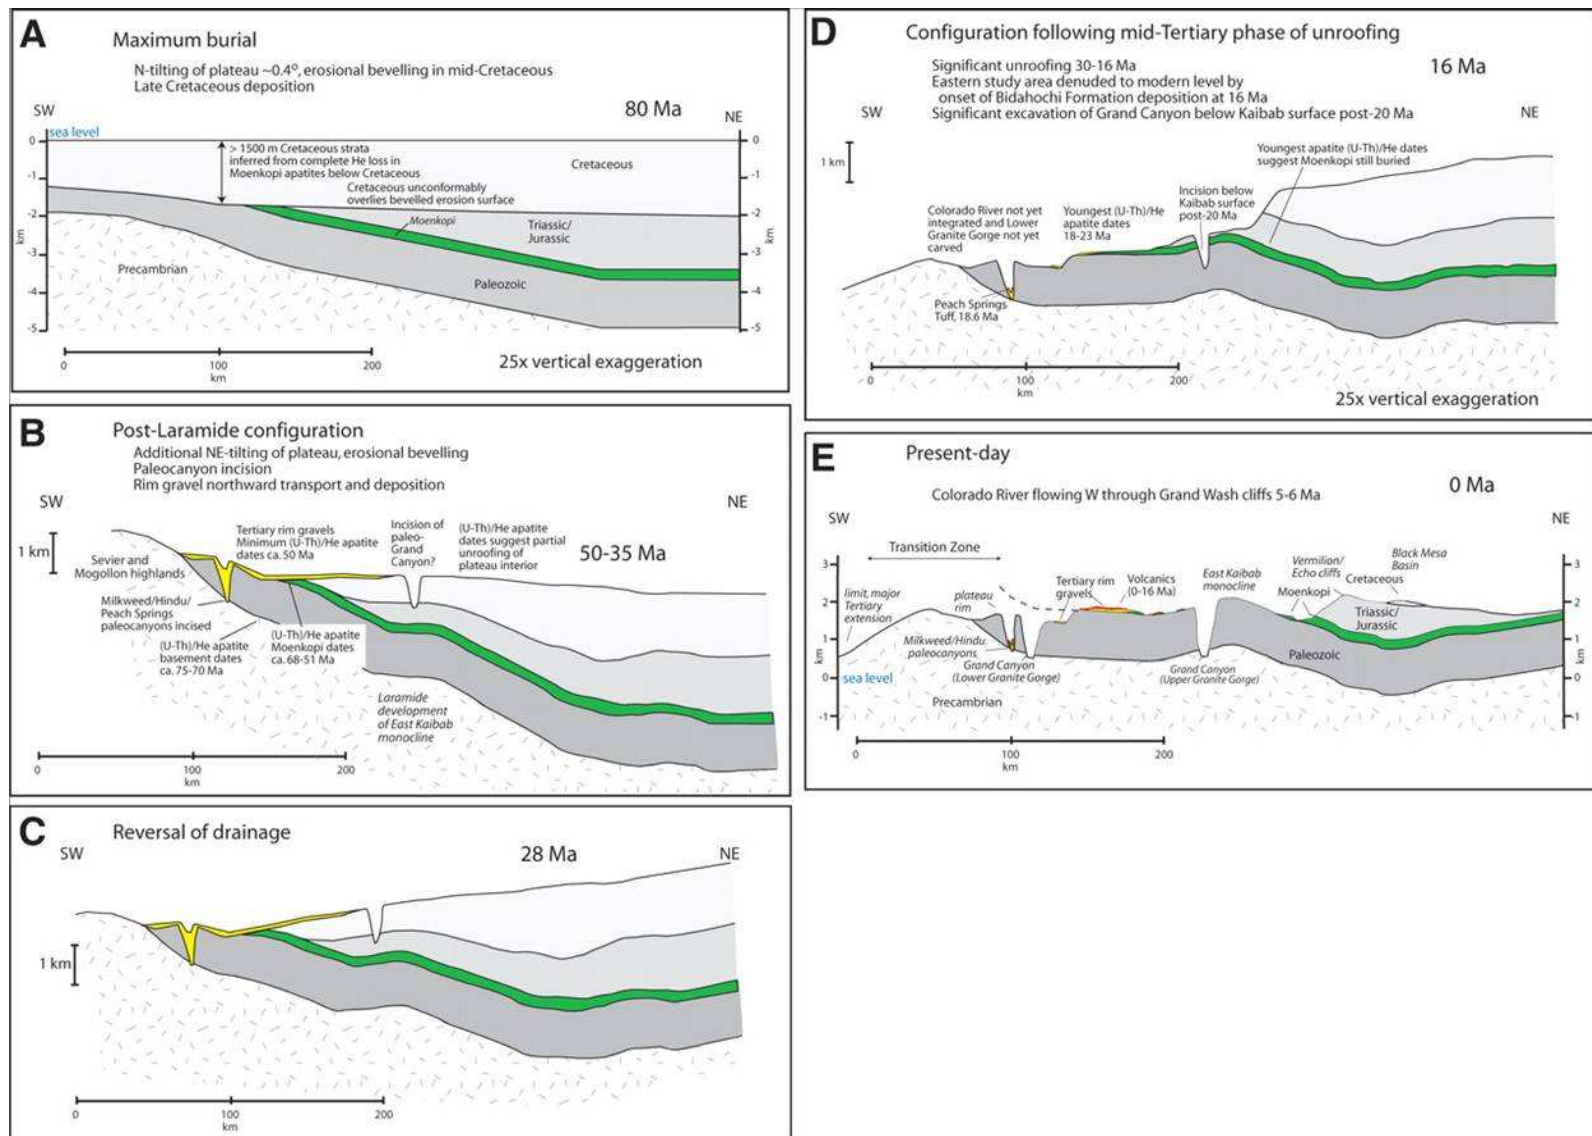 A
Maximum burial
N-tilting of plateau ~0.4°, erosional bevelling in mid-Cretaceous
Late Cretaceous deposition
80 Ma
SW
NE
sea level
0
-1
-2
-3
-4
-5
km
> 1500 m Cretaceous strata
inferred from complete He loss in
Moenkopi apatites below Cretaceous
Cretaceous
Cretaceous unconformably
overlies bevelled erosion surface
Moenkopi
Triassic/
Jurassic
Precambrian
Paleozoic
0
-1
-2
-3
-4
-5
km
0
100
200
km
25x vertical exaggeration
B
Post-Laramide configuration
Additional NE-tilting of plateau, erosional bevelling
Paleocanyon incision
Rim gravel northward transport and deposition
SW
NE
50-35 Ma
1 km
Sevier and
Mogollon highlands
Tertiary rim gravels
Minimum (U-Th)/He apatite
dates ca. 50 Ma
Incision of
paleo-
Grand
Canyon?
(U-Th)/He apatite
dates suggest partial
unroofing of
plateau interior
Milkweed/Hindu/
Peach Springs
paleocanyons incised
(U-Th)/He apatite
basement dates
ca. 75-70 Ma
(U-Th)/He apatite
Moenkopi dates
ca. 68-51 Ma
Laramide
development
of East Kaibab
monocline
0
100
200
km
C
Reversal of drainage
SW
28 Ma
NE
1 km
0
100
200
km
D
Configuration following mid-Tertiary phase of unroofing
Significant unroofing 30-16 Ma
Eastern study area denuded to modern level by
onset of Bidahochi Formation deposition at 16 Ma
Significant excavation of Grand Canyon below Kaibab surface post-20 Ma
16 Ma
SW
NE
1 km
Youngest apatite (U-Th)/He dates
suggest Moenkopi still buried
Incision below
Kaibab surface
post-20 Ma
Colorado River not yet
integrated and Lower
Granite Gorge not yet
carved
Youngest (U-Th)/He
apatite dates
18-23 Ma
Peach Springs
Tuff, 18.6 Ma
0
100
200
km
25x vertical exaggeration
E
Present-day
Colorado River flowing W through Grand Wash cliffs 5-6 Ma
0 Ma
SW
NE
Transition Zone
3
2
1
0
-1
km
sea level
limit, major
Tertiary
extension
plateau
rim
Tertiary rim
gravels
Volcanics
(0-16 Ma)
East Kaibab
monocline
Vermilian/
Echo cliffs
Moenkopi
Black Mesa
Basin
Cretaceous
Triassic/
Jurassic
Paleozoic
Milkweed/Hindu
paleocanyons
Grand Canyon
(Lower Granite Gorge)
Grand Canyon
(Upper Granite Gorge)
Precambrian
3
2
1
0
-1
km
0
100
200
km